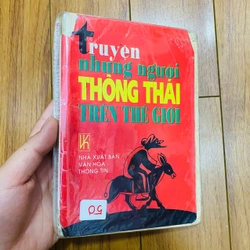 truyện
những người
THÔNG THÁI
TRÊN THẾ GIỚI
NHÀ XUẤT BẢN
VĂN HÓA
THÔNG TIN